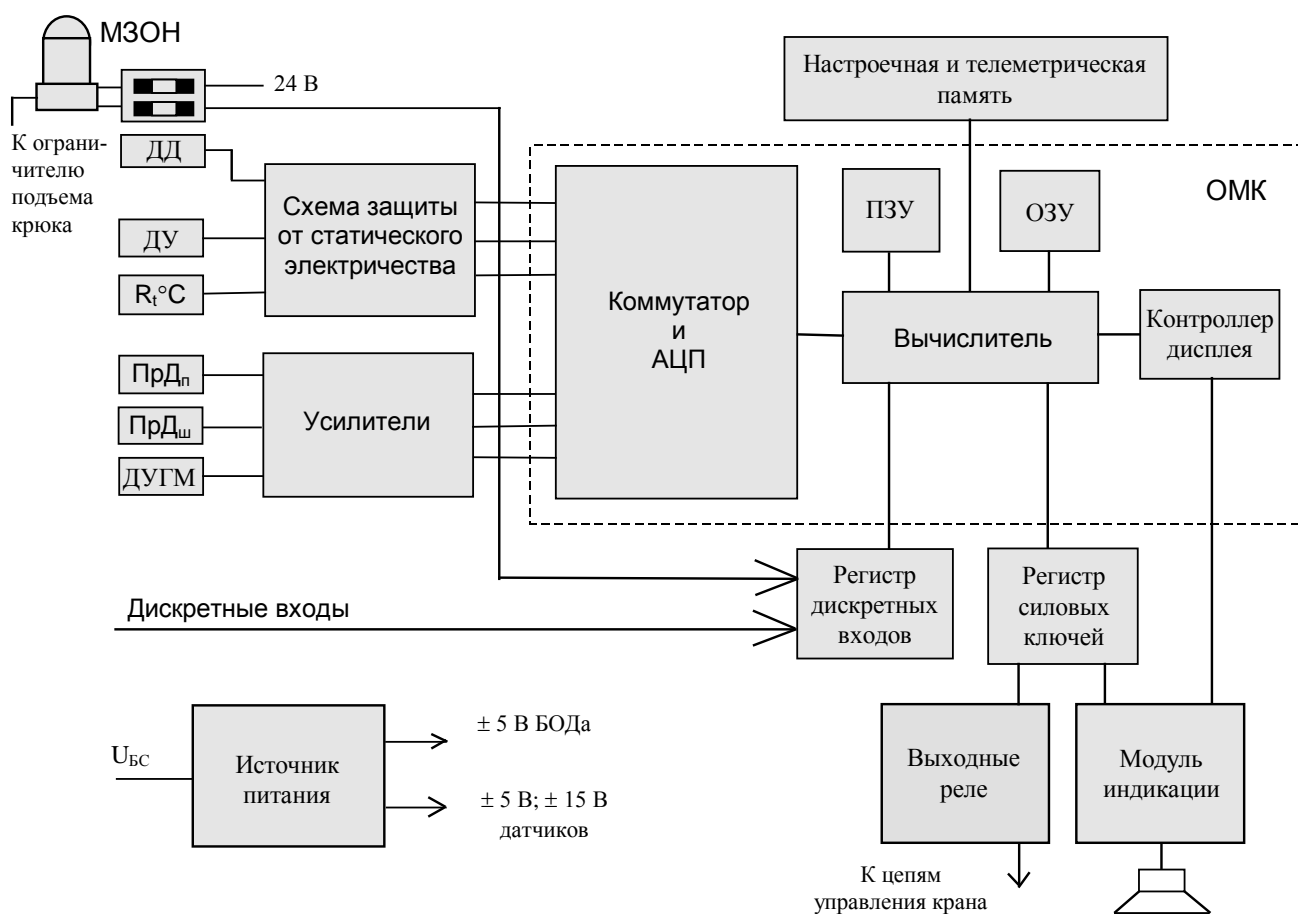 МЗОН
24 В
К ограни-
чителю
подъема
крюка
ДД
ДУ
Rt°C
ПрДп
ПрДш
ДУГМ
Схема защиты
от статического
электричества
Усилители
Коммутатор
и
АЦП
Настроечная и телеметрическая
память
ОМК
ПЗУ
ОЗУ
Вычислитель
Контроллер
дисплея
Дискретные входы
Регистр
дискретных
входов
Регистр
силовых
ключей
UБС
Источник
питания
± 5 В БОДа
± 5 В; ± 15 В
датчиков
Выходные
реле
Модуль
индикации
К цепям
управления крана